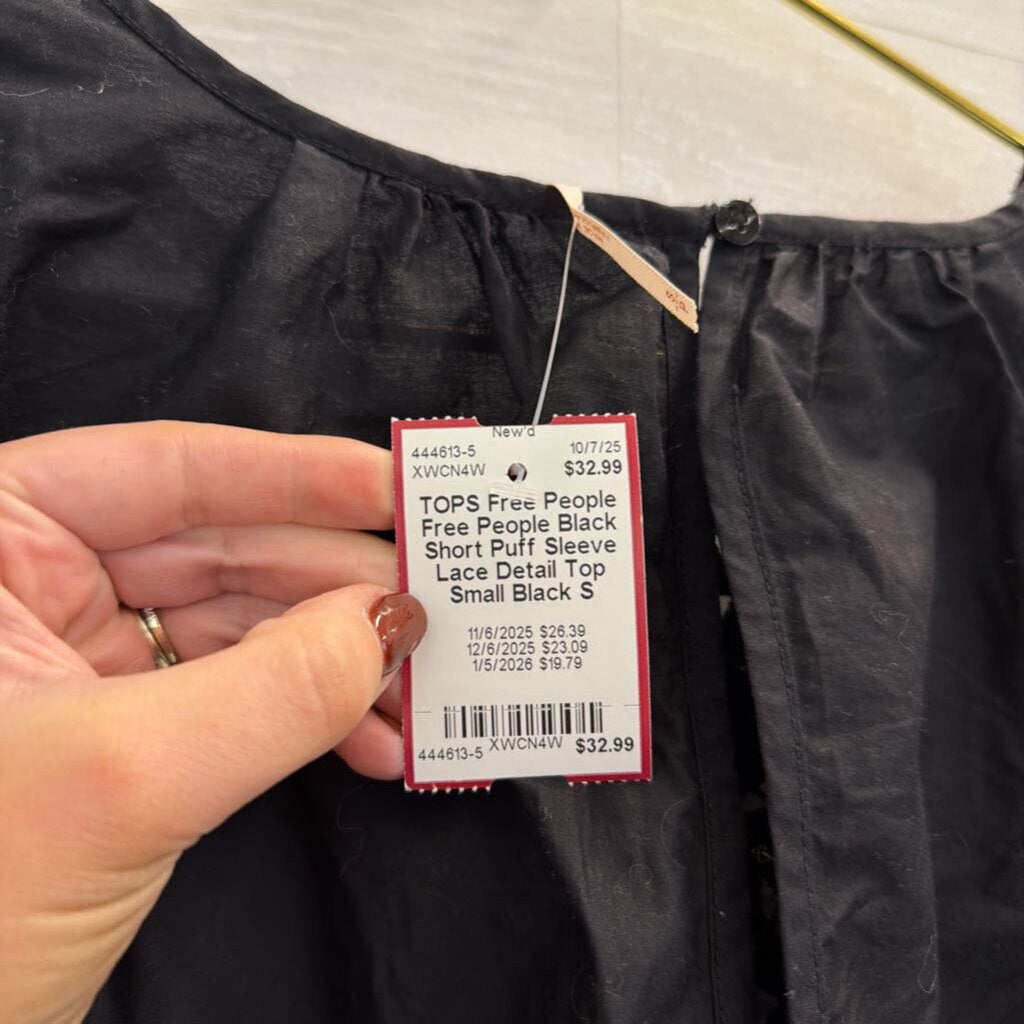 New'd
444613-5 10/7/25
XWCN4W $32.99
TOPS Free People
Free People Black
Short Puff Sleeve
Lace Detail Top
Small Black S
11/6/2025 $26.39
12/6/2025 $23.09
1/5/2026 $19.79
444613-5 XWCN4W $32.99